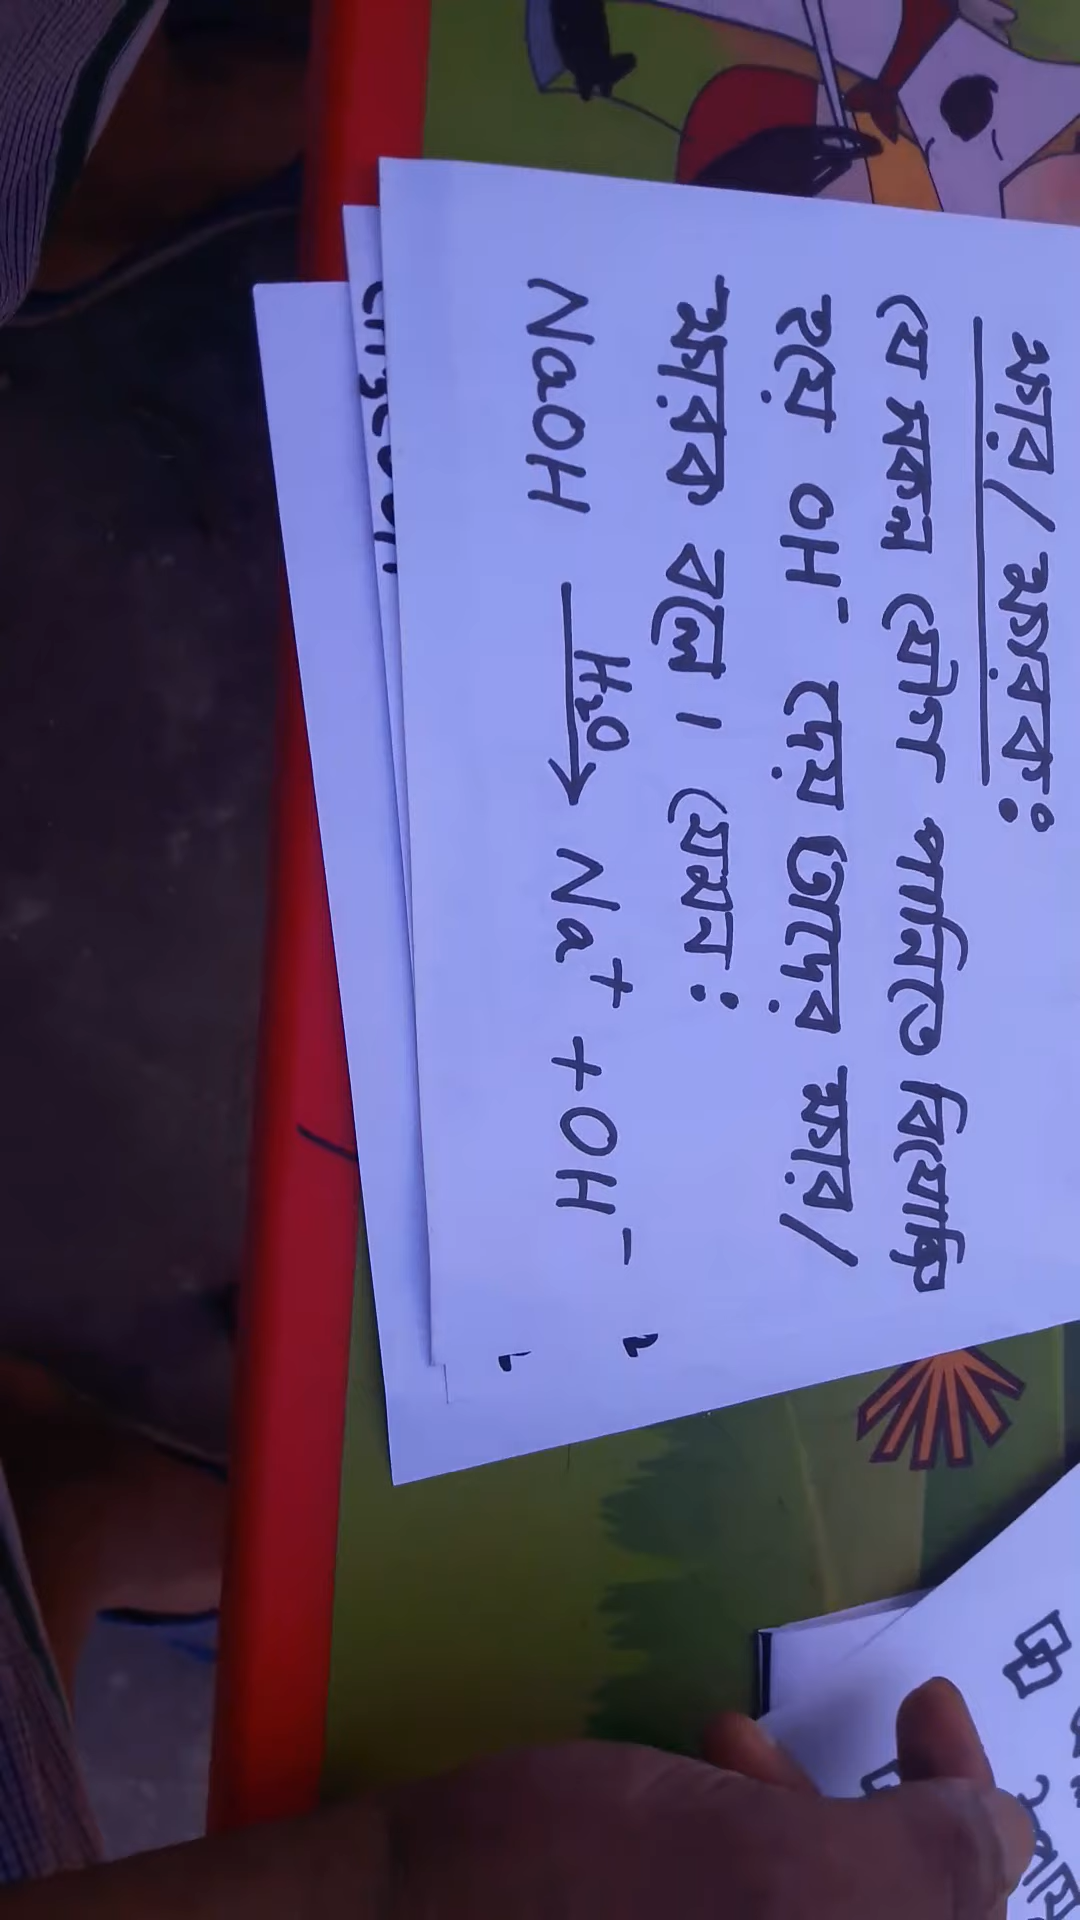 ক্ষার/ক্ষারক:
যে সকল যৌগ পানিতে বিযোজিত
হয়ে OH⁻ দেয় তাদের ক্ষার/
ক্ষারক বলে। যেমন:
NaOH —H₂O→ Na⁺ + OH⁻